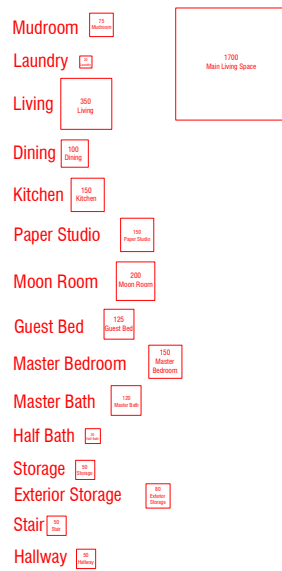 Mudroom
75
Mudroom
1700
Main Living Space
Laundry
Living
350
Living
Dining
100
Dining
Kitchen
150
Kitchen
Paper Studio
150
Paper Studio
Moon Room
200
Moon Room
Guest Bed
125
Guest Bed
Master Bedroom
150
Master
Bedroom
Master Bath
Master Bath
Half Bath
Half Bath
Storage
50
Storage
Exterior Storage
80
Exterior
Storage
Stair
50
Stair
Hallway
50
Hallway